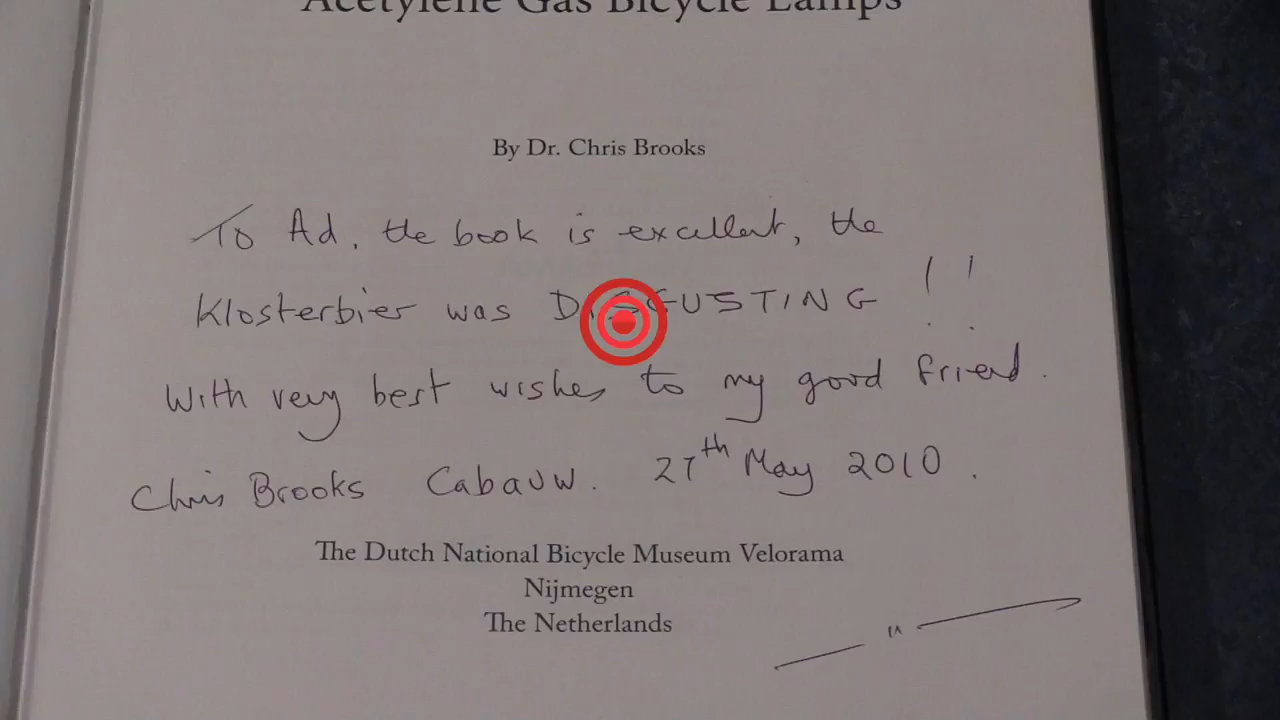 Acetylene Gas Bicycle Lamps
By Dr. Chris Brooks
To Ad, the book is excellent, the
Klosterbier was DISGUSTING !!
With very best wishes to my good friend.
Chris Brooks Cabauw. 27th May 2010.
The Dutch National Bicycle Museum Velorama
Nijmegen
The Netherlands